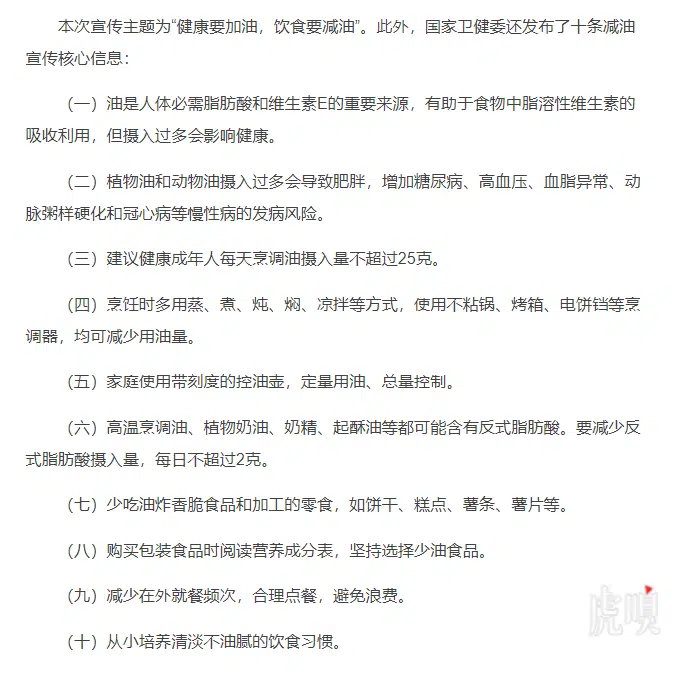 本次宣传主题为“健康要加油，饮食要减油”。此外，国家卫健委还发布了十条减油
宣传核心信息：
（一）油是人体必需脂肪酸和维生素E的重要来源，有助于食物中脂溶性维生素的
吸收利用，但摄入过多会影响健康。
（二）植物油和动物油摄入过多会导致肥胖，增加糖尿病、高血压、血脂异常、动
脉粥样硬化和冠心病等慢性病的发病风险。
（三）建议健康成年人每天烹调油摄入量不超过25克。
（四）烹饪时多用蒸、煮、炖、焖、凉拌等方式，使用不粘锅、烤箱、电饼铛等烹
调器，均可减少用油量。
（五）家庭使用带刻度的控油壶，定量用油、总量控制。
（六）高温烹调油、植物奶油、奶精、起酥油等都可能含有反式脂肪酸。要减少反
式脂肪酸摄入量，每日不超过2克。
（七）少吃油炸香脆食品和加工的零食，如饼干、糕点、薯条、薯片等。
（八）购买包装食品时阅读营养成分表，坚持选择少油食品。
（九）减少在外就餐频次，合理点餐，避免浪费。
（十）从小培养清淡不油腻的饮食习惯。
虎嗅